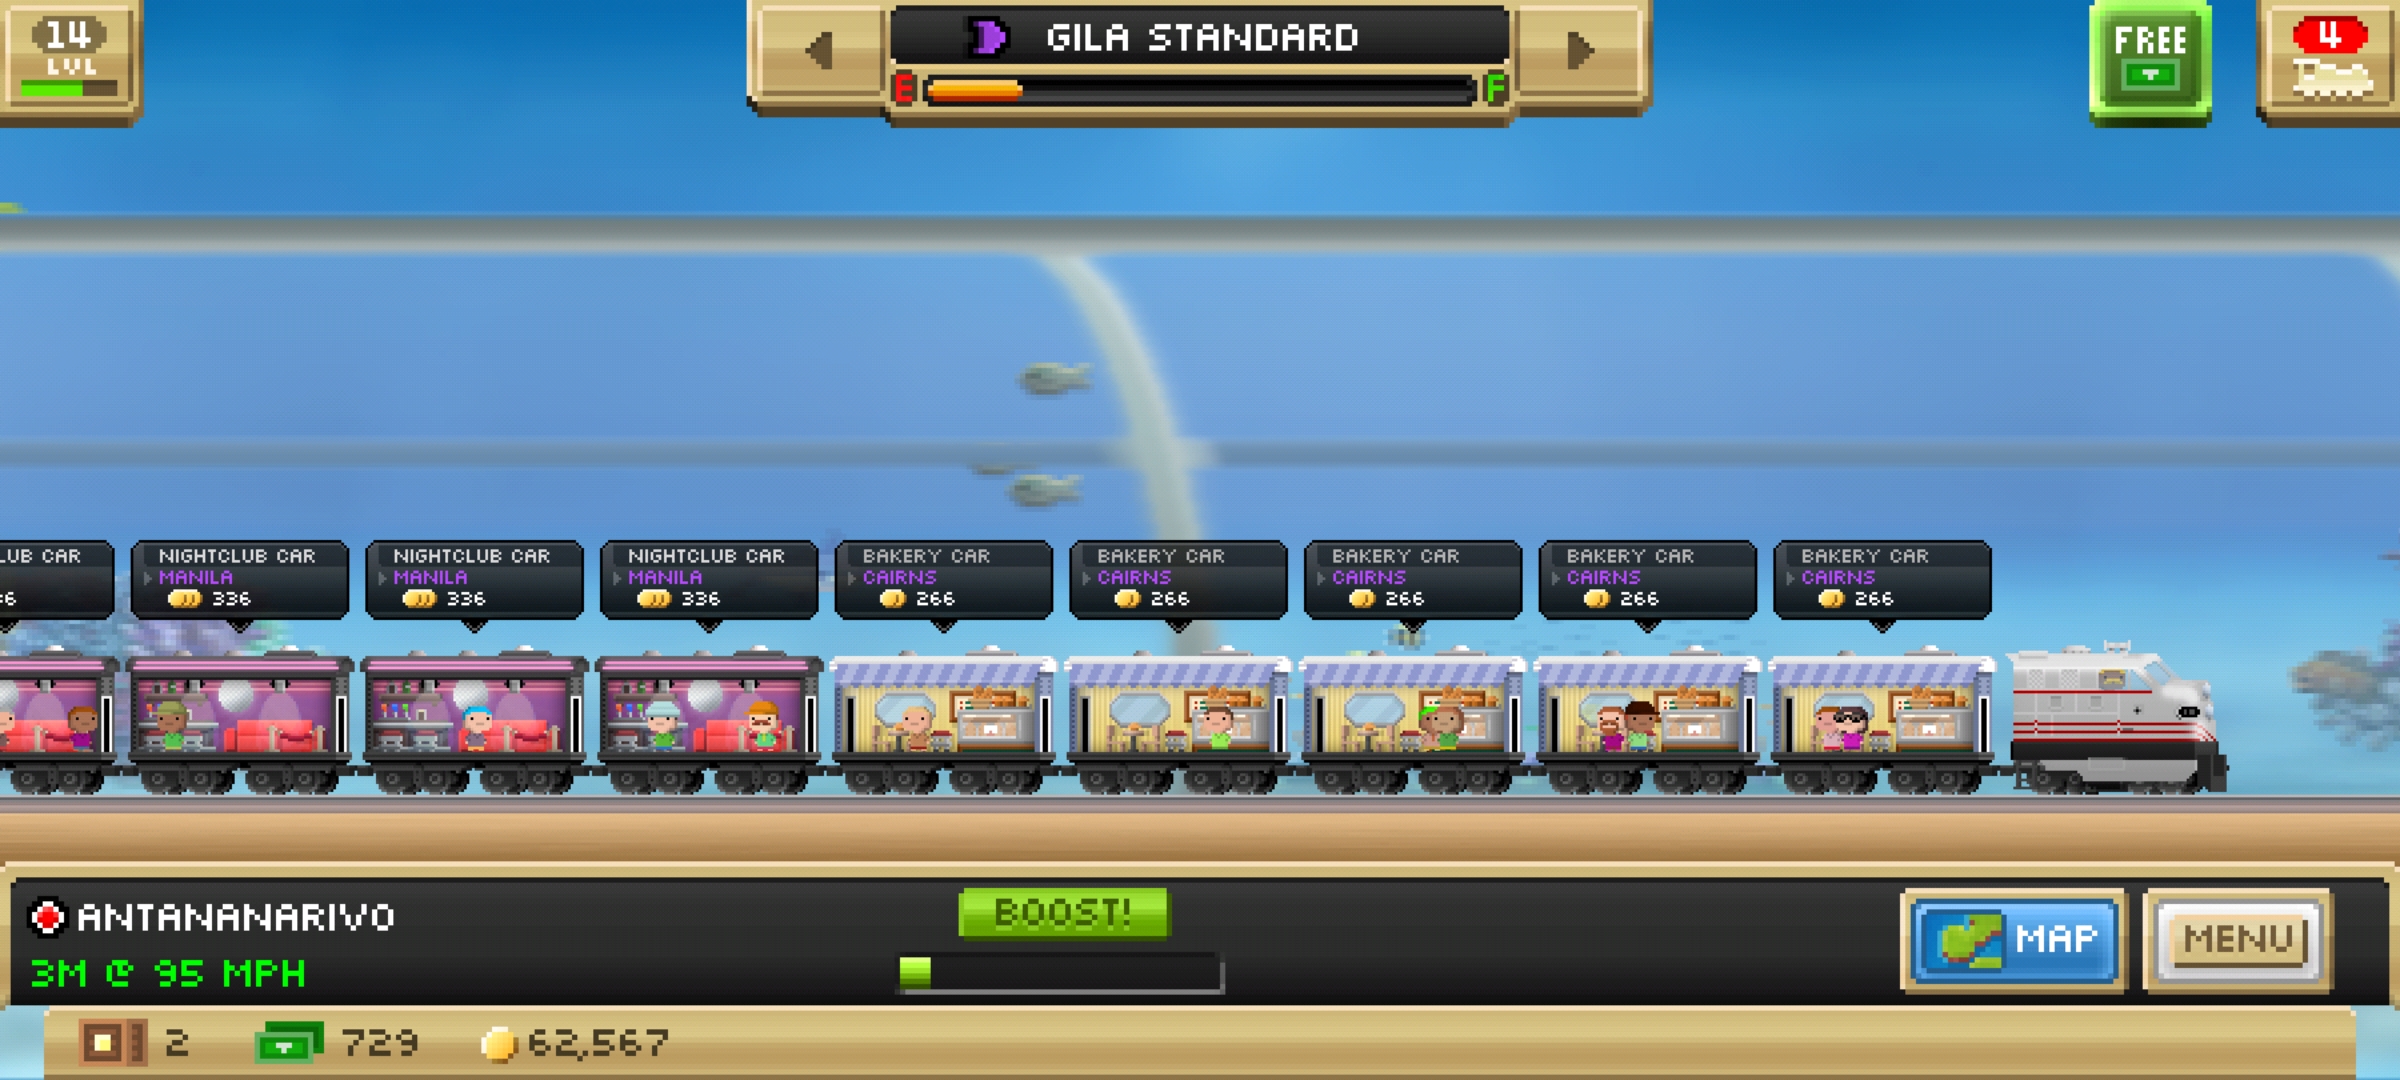 14
LVL
GILA STANDARD
E
F
FREE
4
LUB CAR
NIGHTCLUB CAR
MANILA
336
NIGHTCLUB CAR
MANILA
336
NIGHTCLUB CAR
MANILA
336
BAKERY CAR
CAIRNS
266
BAKERY CAR
CAIRNS
266
BAKERY CAR
CAIRNS
266
BAKERY CAR
CAIRNS
266
BAKERY CAR
CAIRNS
266
ANTANANARIVO
3M @ 95 MPH
BOOST!
MAP
MENU
2
729
62,567